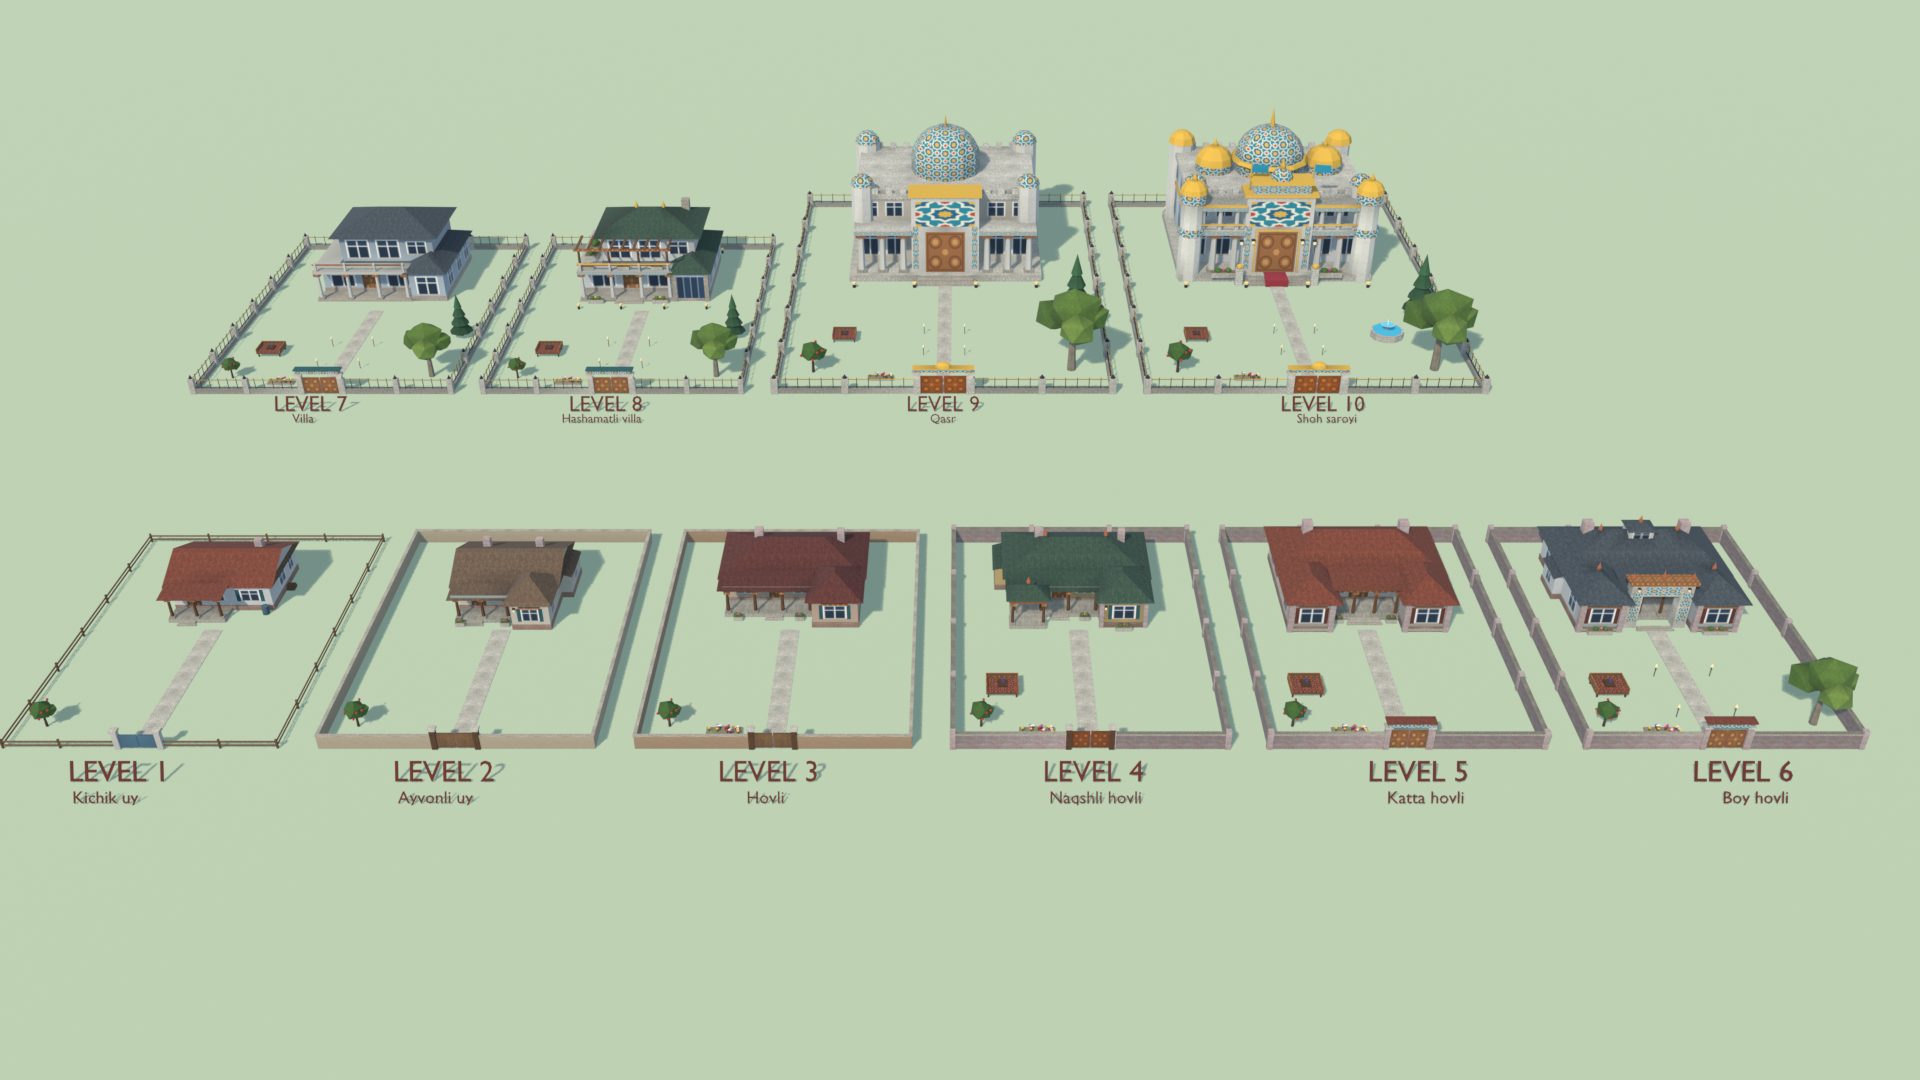 LEVEL 7
Villa
LEVEL 8
Hashamatli villa
LEVEL 9
Qasr
LEVEL 10
Shoh saroyi
LEVEL 1
Kichik uy
LEVEL 2
Ayvonli uy
LEVEL 3
Hovli
LEVEL 4
Naqshli hovli
LEVEL 5
Katta hovli
LEVEL 6
Boy hovli